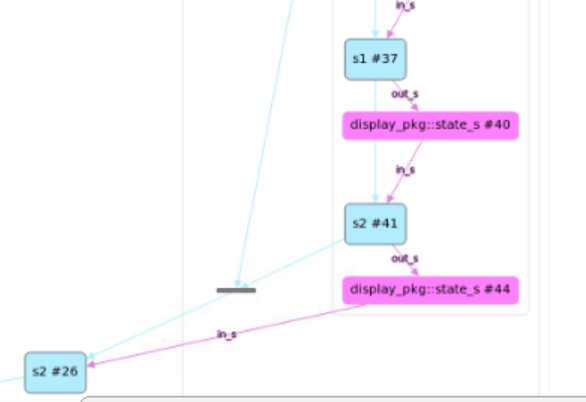 in_s
s1 #37
out_s
display_pkg::state_s #40
in_s
s2 #41
out_s
display_pkg::state_s #44
in_s
s2 #26